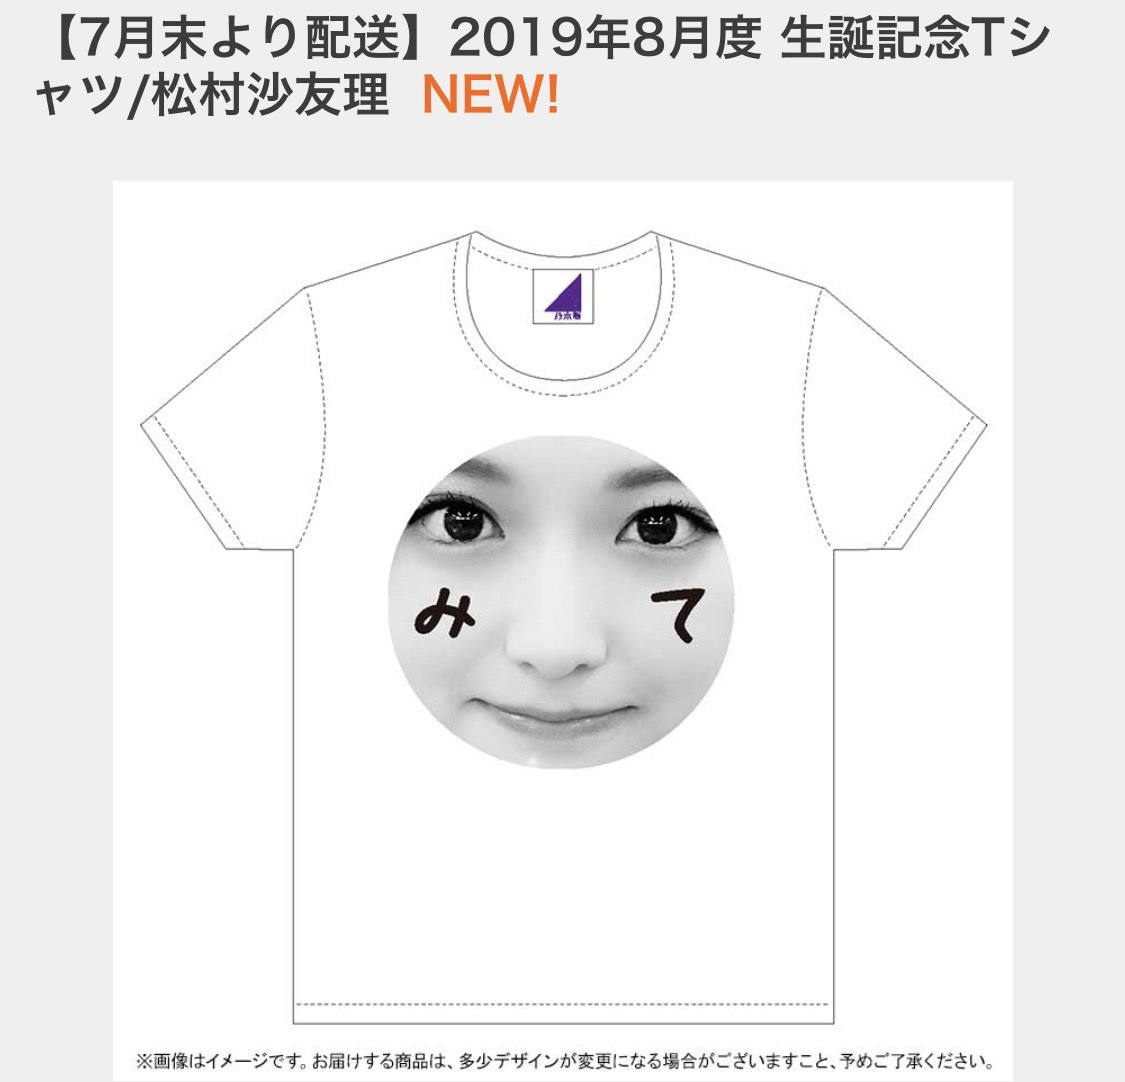 【7月末より配送】2019年8月度 生誕記念Tシ
ャツ/松村沙友理 NEW!
乃木坂
み て
※画像はイメージです。お届けする商品は、多少デザインが変更になる場合がございますこと、予めご了承ください。